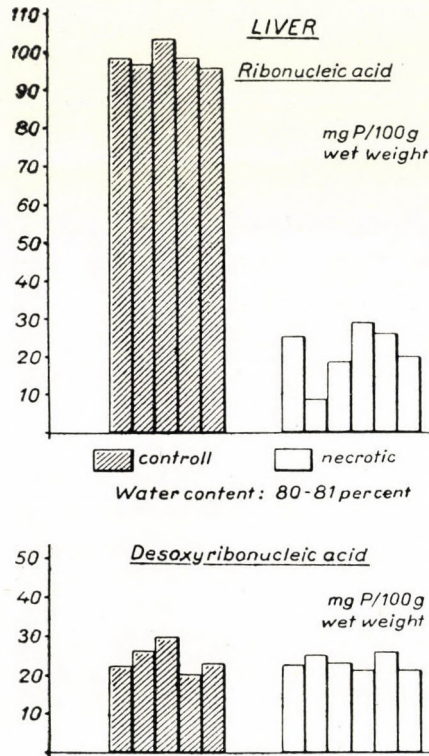 110
LIVER
100
Ribonucleic acid
90
80
mg P/100g
wet weight
70
60
50
40
30
20
10
controll necrotic
Water content: 80-81 percent
Desoxyribonucleic acid
50
40
mg P/100g
wet weight
30
20
10